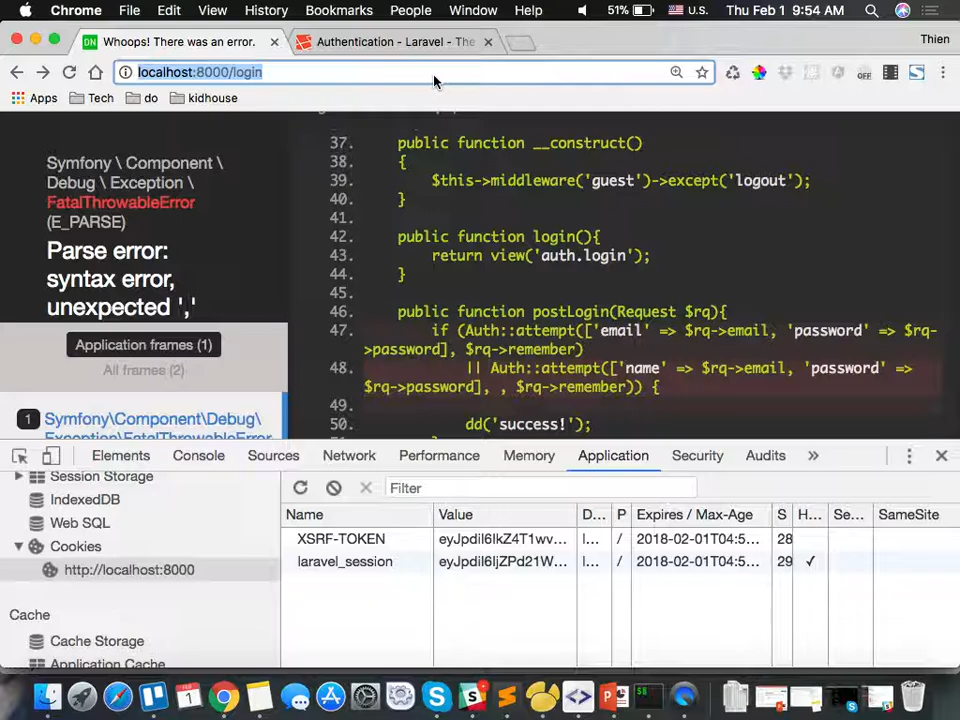 Chrome File Edit View History Bookmarks People Window Help 51% U.S. Thu Feb 1 9:54 AM
DN Whoops! There was an error. Authentication - Laravel - The Thien
localhost:8000/login OFF
Apps Tech do kidhouse
Symfony \ Component \
Debug \ Exception \
FatalThrowableError
(E_PARSE)
Parse error:
syntax error,
unexpected ','
Application frames (1)
All frames (2)
1 Symfony\Component\Debug\
Exception\FatalThrowableError
37. public function __construct()
38. {
39. $this->middleware('guest')->except('logout');
40. }
41.
42. public function login(){
43. return view('auth.login');
44. }
45.
46. public function postLogin(Request $rq){
47. if (Auth::attempt(['email' => $rq->email, 'password' => $rq-
>password], $rq->remember)
48. || Auth::attempt(['name' => $rq->email, 'password' =>
$rq->password], , $rq->remember)) {
49.
50. dd('success!');
Elements Console Sources Network Performance Memory Application Security Audits »
Session Storage
IndexedDB
Web SQL
Cookies
http://localhost:8000
Cache
Cache Storage
Application Cache
Filter
Name Value D... P Expires / Max-Age S H... Se... SameSite
XSRF-TOKEN eyJpdiI6IkZ4T1wv... l... / 2018-02-01T04:5... 28
laravel_session eyJpdiI6IjZPd21W... l... / 2018-02-01T04:5... 29 ✓